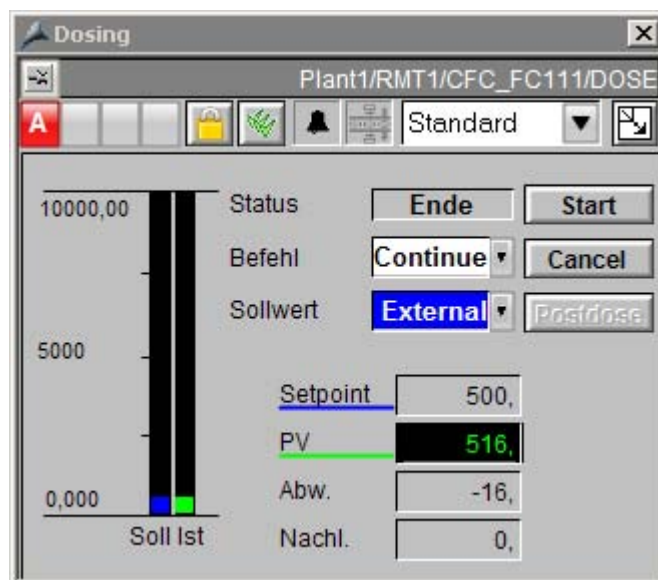 Dosing
Plant1/RMT1/CFC_FC111/DOSE
A
Standard
10000,00
Status
Ende
Start
Befehl
Continue
Cancel
Sollwert
External
Postdose
5000
Setpoint
500,
PV
516,
Abw.
-16,
0,000
Soll Ist
Nachl.
0,